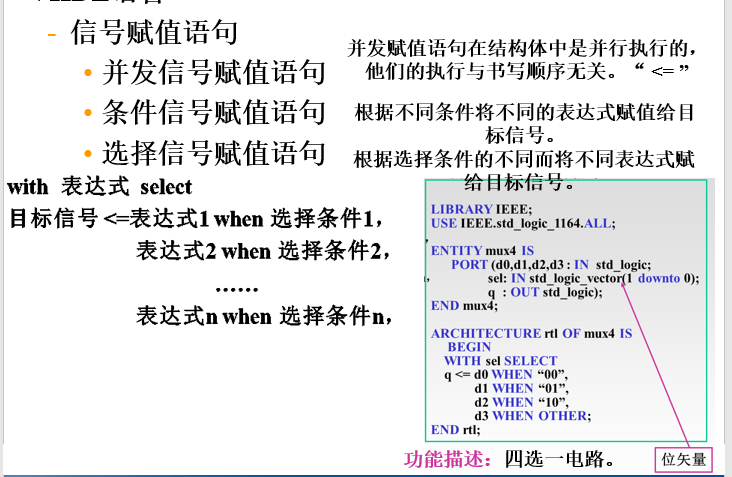 - 信号赋值语句
• 并发信号赋值语句
• 条件信号赋值语句
• 选择信号赋值语句
并发赋值语句在结构体中是并行执行的，
他们的执行与书写顺序无关。“ <= ”
根据不同条件将不同的表达式赋值给目
标信号。
根据选择条件的不同而将不同表达式赋
给目标信号。
with 表达式 select
目标信号 <=表达式1 when 选择条件1，
表达式2 when 选择条件2，
……
表达式n when 选择条件n，
LIBRARY IEEE;
USE IEEE.std_logic_1164.ALL;
ENTITY mux4 IS
PORT (d0,d1,d2,d3 : IN std_logic;
sel: IN std_logic_vector(1 downto 0);
q : OUT std_logic);
END mux4;
ARCHITECTURE rtl OF mux4 IS
BEGIN
WITH sel SELECT
q <= d0 WHEN “00”,
d1 WHEN “01”,
d2 WHEN “10”,
d3 WHEN OTHER;
END rtl;
功能描述：四选一电路。
位矢量